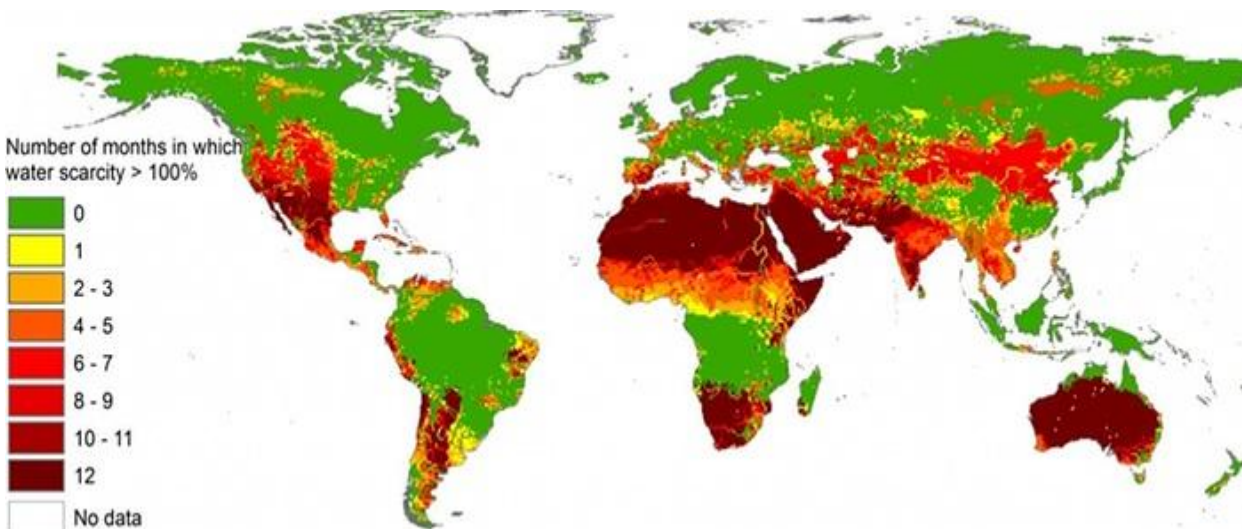 Number of months in which
water scarcity > 100%
0
1
2 - 3
4 - 5
6 - 7
8 - 9
10 - 11
12
No data